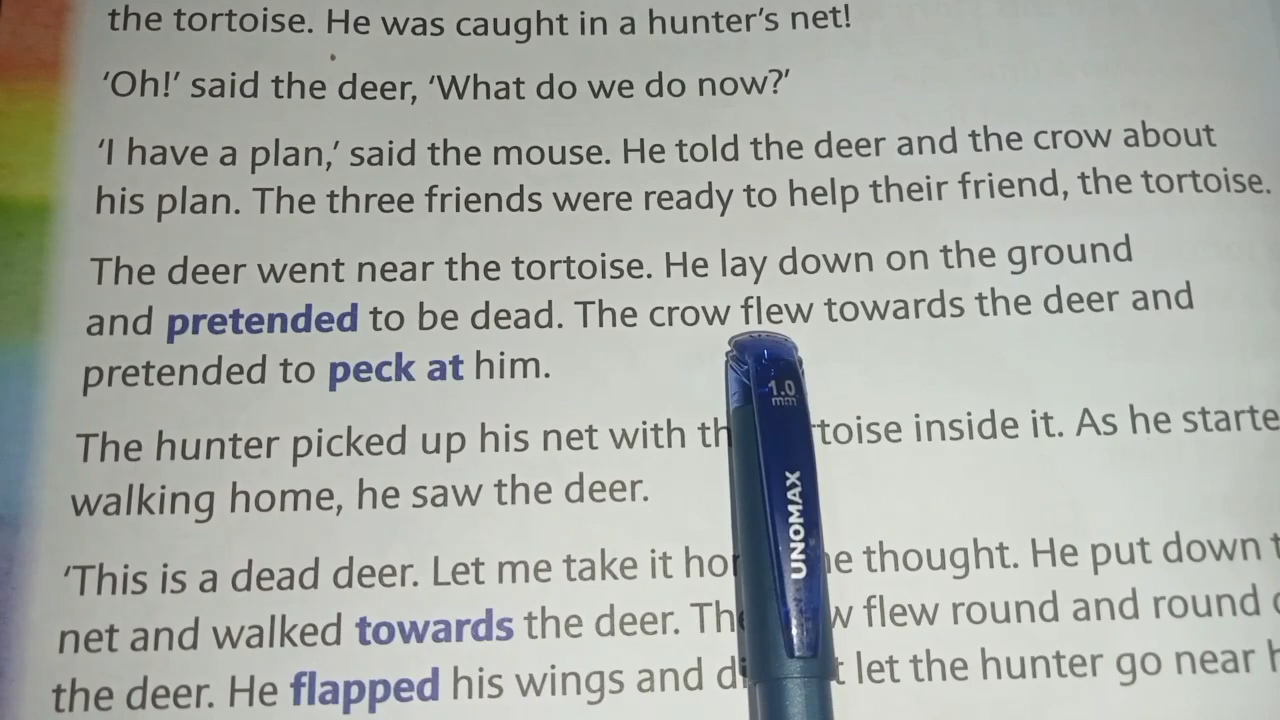 the tortoise. He was caught in a hunter's net!
'Oh!' said the deer, 'What do we do now?'
'I have a plan,' said the mouse. He told the deer and the crow about
his plan. The three friends were ready to help their friend, the tortoise.
The deer went near the tortoise. He lay down on the ground
and pretended to be dead. The crow flew towards the deer and
pretended to peck at him.
The hunter picked up his net with inside it. As he
walking home, he saw the deer.
'This is a dead deer. Let me take it thought. He put down
net and walked towards the deer. flew round and round
the deer. He flapped his wings and let the hunter go near
1.0
mm
UNOMAX